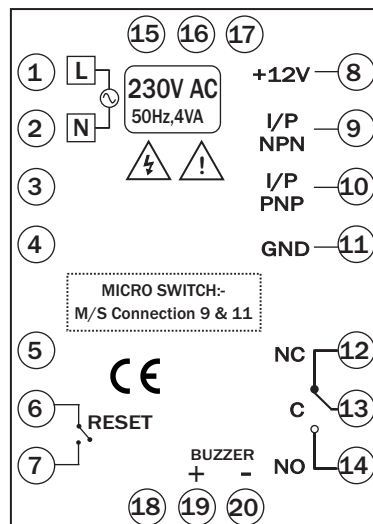 15 16 17
1 L
230V AC
50Hz,4VA
+12V 8
2 N
I/P
NPN
9
3
I/P
PNP
10
4
GND 11
MICRO SWITCH:-
M/S Connection 9 & 11
5
CE
NC 12
6
RESET
C 13
7
BUZZER
+ -
NO 14
18 19 20